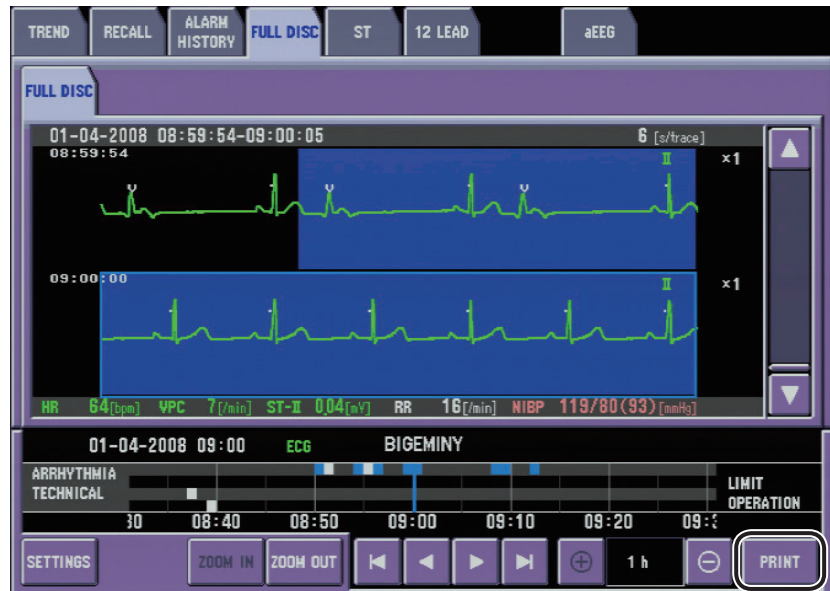 TREND RECALL ALARM HISTORY FULL DISC ST 12 LEAD aEEG
FULL DISC
01-04-2008 08:59:54-09:00:05 6 [s/trace]
08:59:54 II ×1
V V V
09:00:00 II ×1
HR 64[bpm] VPC 7[/min] ST-II 0.04[mV] RR 16[/min] NIBP 119/80(93)[mmHg]
01-04-2008 09:00 ECG BIGEMINY
ARRHYTHMIA
TECHNICAL
LIMIT
OPERATION
30 08:40 08:50 09:00 09:10 09:20 09:
SETTINGS ZOOM IN ZOOM OUT 1 h PRINT